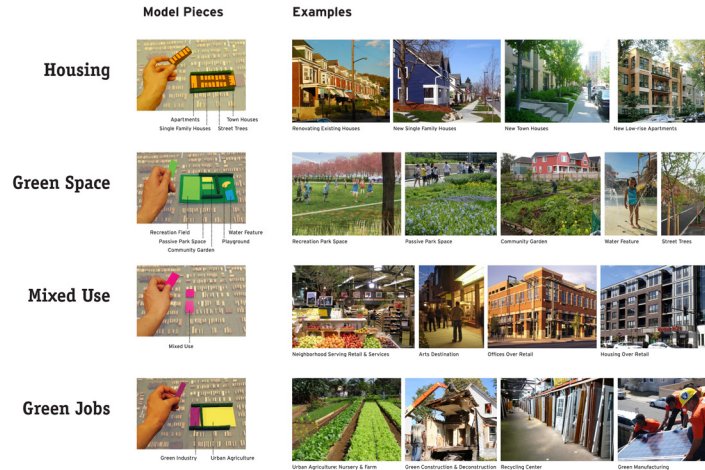 Model Pieces
Examples
Housing
Apartments
Town Houses
Single Family Houses
Street Trees
Renovating Existing Houses
New Single Family Houses
New Town Houses
New Low-rise Apartments
Green Space
Recreation Field
Water Feature
Passive Park Space
Playground
Community Garden
Recreation Park Space
Passive Park Space
Community Garden
Water Feature
Street Trees
Mixed Use
Mixed Use
Neighborhood Serving Retail & Services
Arts Destination
Offices Over Retail
Housing Over Retail
Green Jobs
Green Industry
Urban Agriculture
Urban Agriculture: Nursery & Farm
Green Construction & Deconstruction
Recycling Center
Green Manufacturing